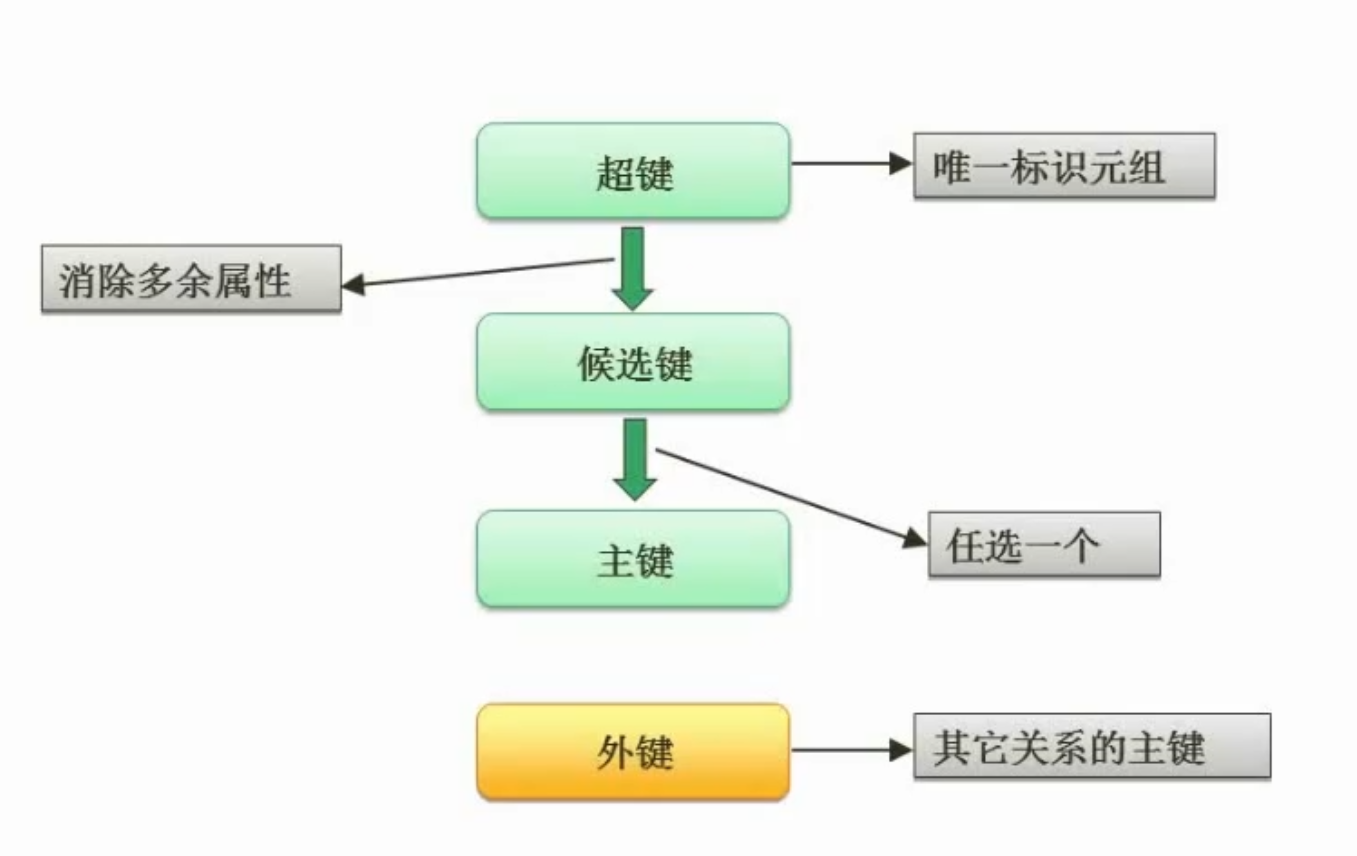 超键
唯一标识元组
消除多余属性
候选键
主键
任选一个
外键
其它关系的主键